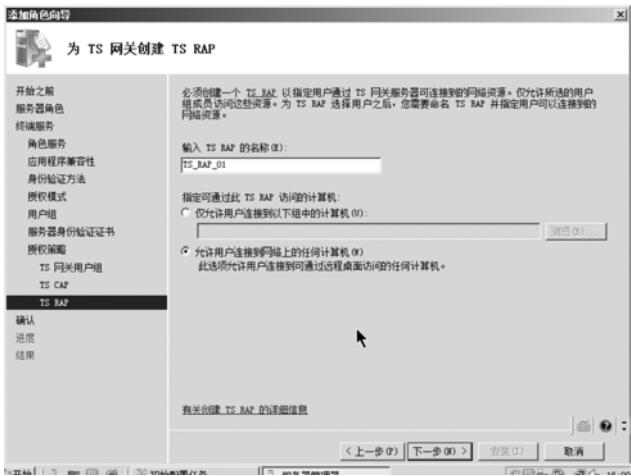 添加角色向导
为 TS 网关创建 TS RAP
开始之前
服务器角色
终端服务
角色服务
应用程序兼容性
身份验证方法
授权模式
用户组
服务器身份验证证书
授权策略
TS 网关用户组
TS CAP
TS RAP
确认
进度
结果
必须创建一个 TS RAP 以指定用户通过 TS 网关服务器可连接到的网络资源。仅允许所选的用户
组成员访问这些资源。为 TS RAP 选择用户之后，您需要命名 TS RAP 并指定用户可以连接到的
网络资源。
输入 TS RAP 的名称(E):
TS_RAP_01
指定可通过此 TS RAP 访问的计算机:
仅允许用户连接到以下组中的计算机(U):
浏览(B)...
允许用户连接到网络上的任何计算机(W)
此选项允许用户连接到可通过远程桌面访问的任何计算机。
有关创建 TS RAP 的详细信息
< 上一步(P)
下一步(N) >
安装(I)
取消